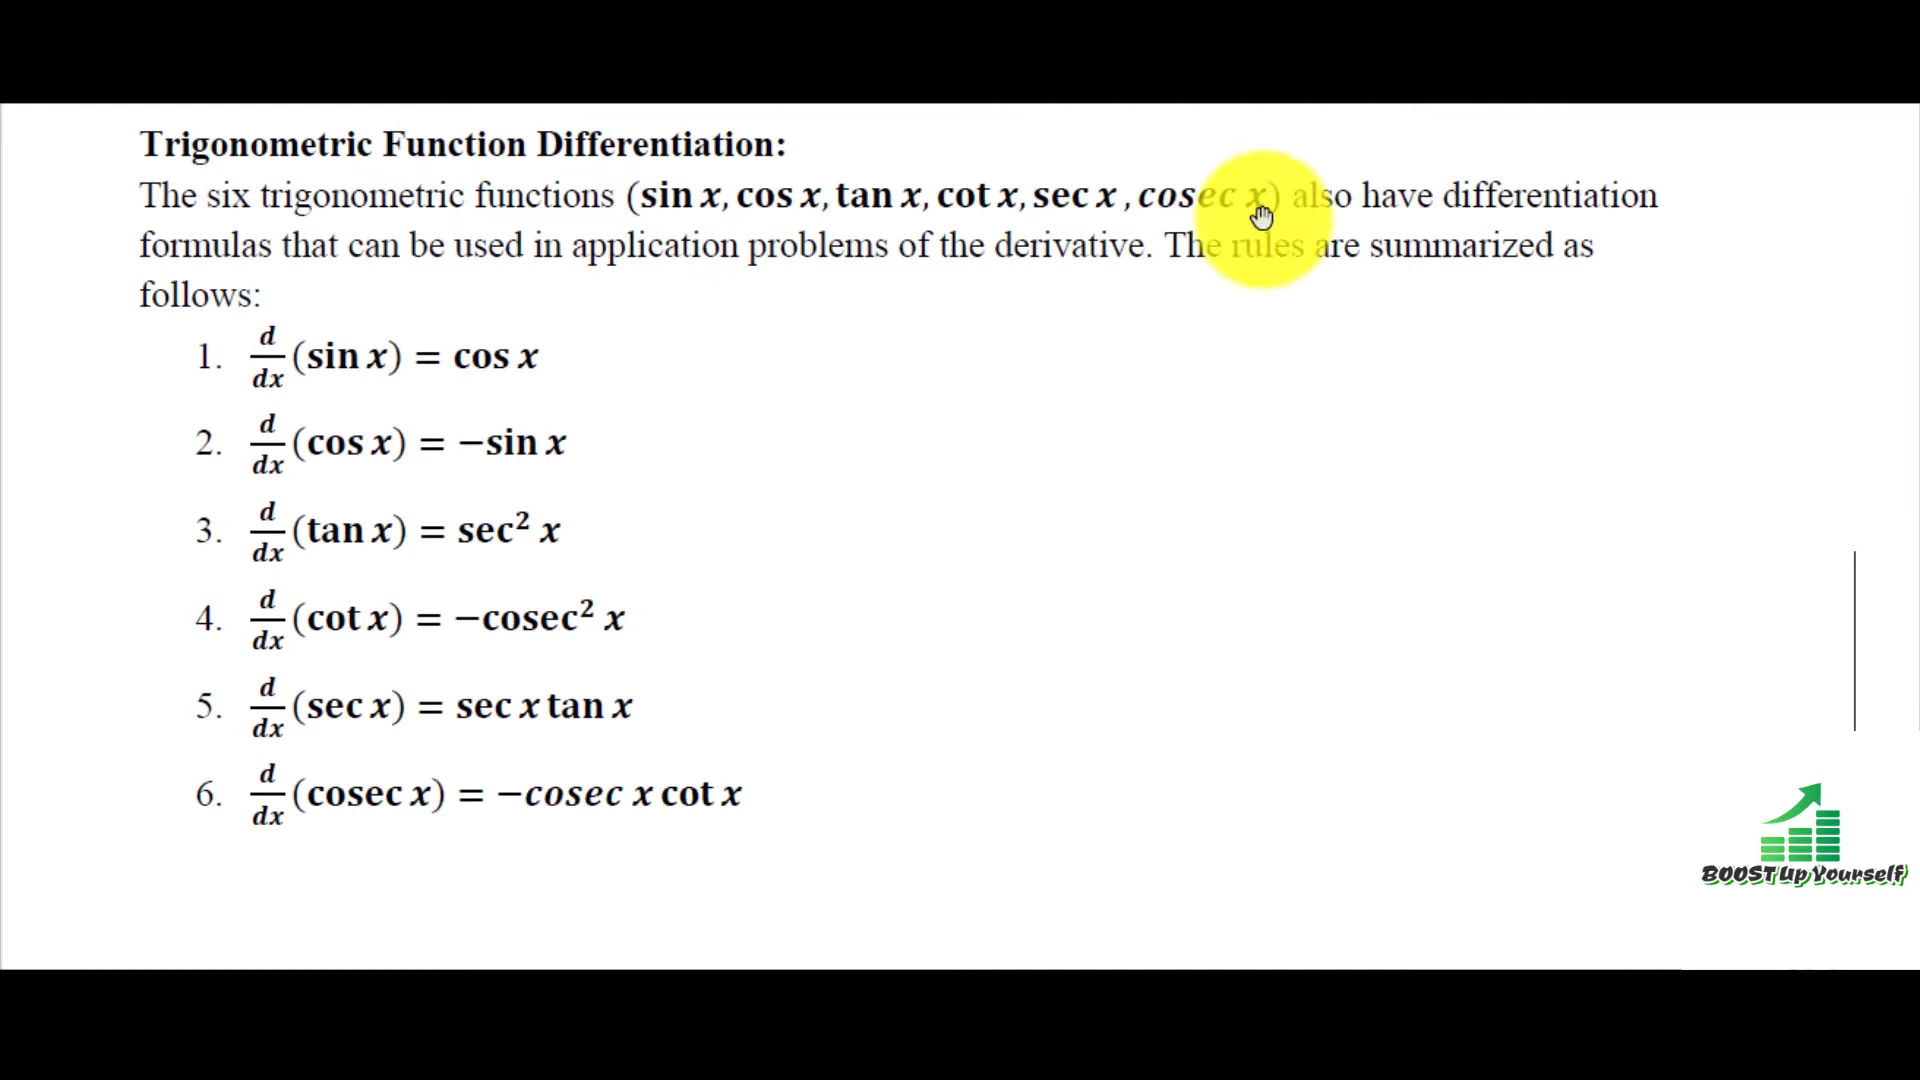 Trigonometric Function Differentiation:
The six trigonometric functions (sin x, cos x, tan x, cot x, sec x, cosec x) also have differentiation
formulas that can be used in application problems of the derivative. The rules are summarized as
follows:
1. d/dx (sin x) = cos x
2. d/dx (cos x) = −sin x
3. d/dx (tan x) = sec² x
4. d/dx (cot x) = −cosec² x
5. d/dx (sec x) = sec x tan x
6. d/dx (cosec x) = −cosec x cot x
BOOST Up Yourself